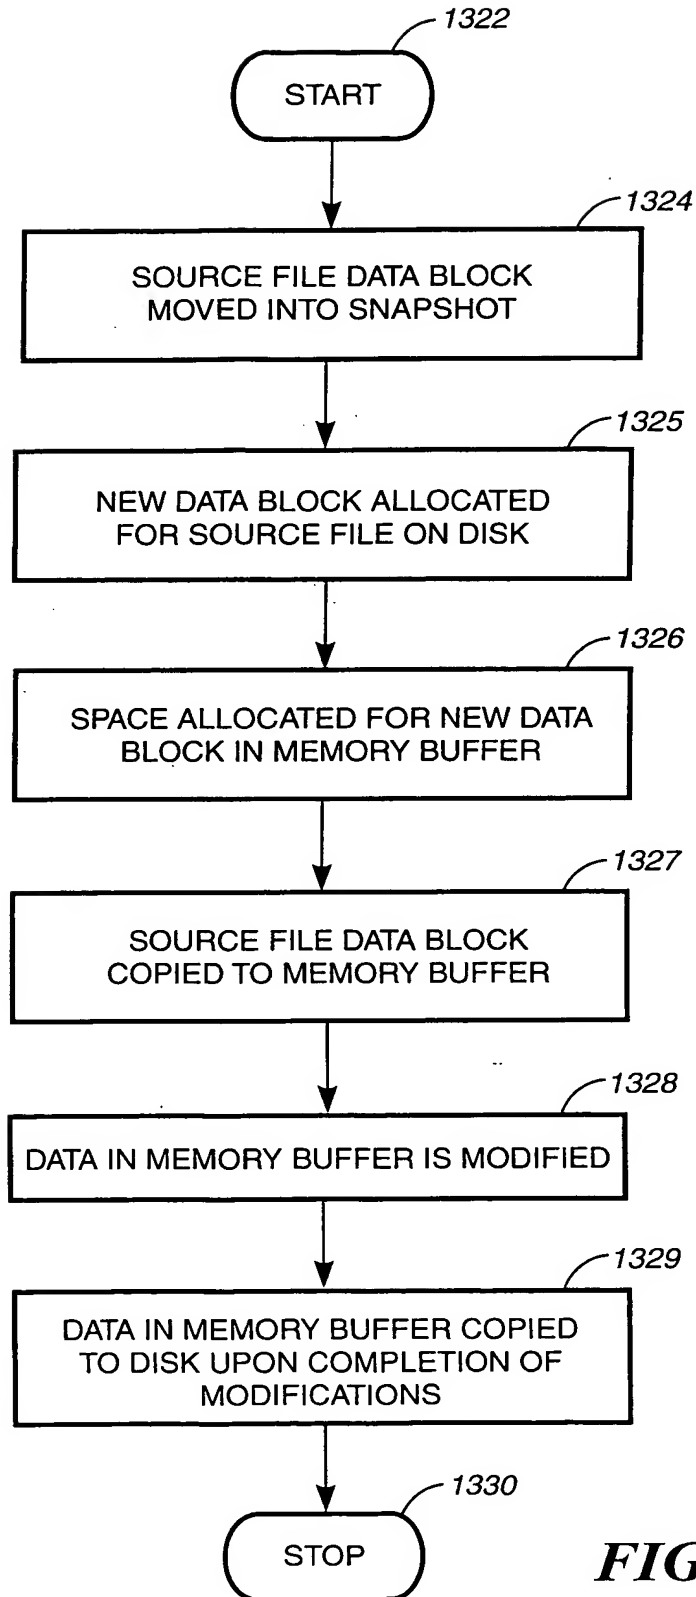 1322
START
1324
SOURCE FILE DATA BLOCK
MOVED INTO SNAPSHOT
1325
NEW DATA BLOCK ALLOCATED
FOR SOURCE FILE ON DISK
1326
SPACE ALLOCATED FOR NEW DATA
BLOCK IN MEMORY BUFFER
1327
SOURCE FILE DATA BLOCK
COPIED TO MEMORY BUFFER
1328
DATA IN MEMORY BUFFER IS MODIFIED
1329
DATA IN MEMORY BUFFER COPIED
TO DISK UPON COMPLETION OF
MODIFICATIONS
1330
STOP
FIG